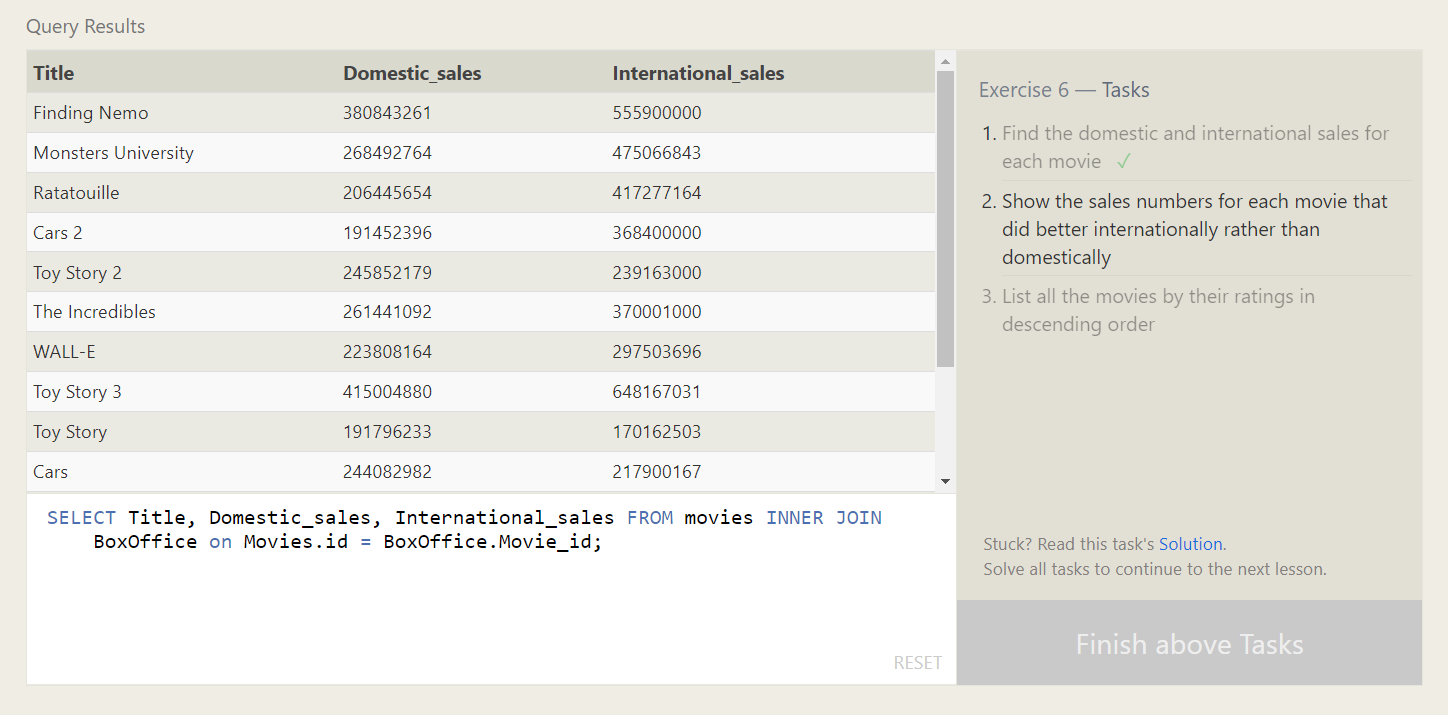 Query Results
Title Domestic_sales International_sales
Finding Nemo 380843261 555900000
Monsters University 268492764 475066843
Ratatouille 206445654 417277164
Cars 2 191452396 368400000
Toy Story 2 245852179 239163000
The Incredibles 261441092 370001000
WALL-E 223808164 297503696
Toy Story 3 415004880 648167031
Toy Story 191796233 170162503
Cars 244082982 217900167
SELECT Title, Domestic_sales, International_sales FROM movies INNER JOIN
BoxOffice on Movies.id = BoxOffice.Movie_id;
RESET
Exercise 6 — Tasks
1. Find the domestic and international sales for
each movie ✓
2. Show the sales numbers for each movie that
did better internationally rather than
domestically
3. List all the movies by their ratings in
descending order
Stuck? Read this task's Solution.
Solve all tasks to continue to the next lesson.
Finish above Tasks